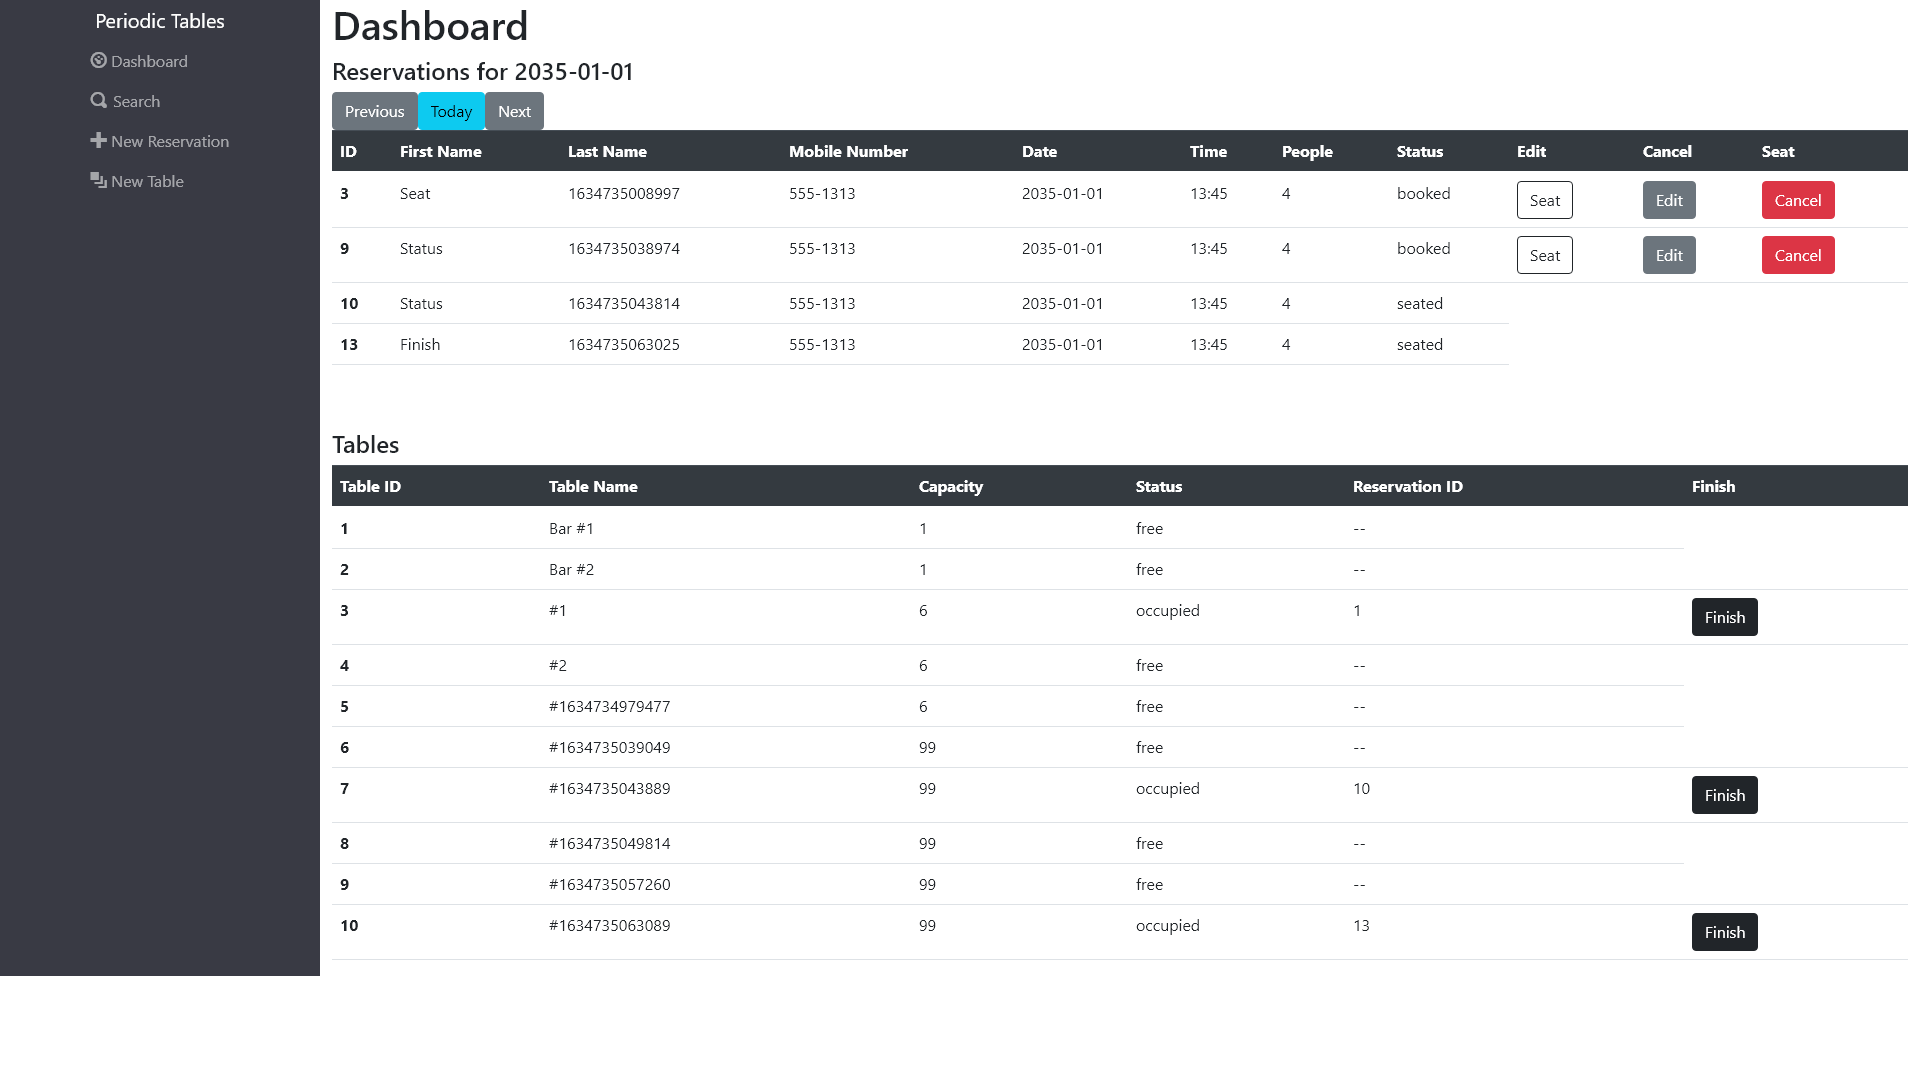 Periodic Tables
Dashboard
Search
New Reservation
New Table
Dashboard
Reservations for 2035-01-01
Previous Today Next
ID First Name Last Name Mobile Number Date Time People Status Edit Cancel Seat
3 Seat 1634735008997 555-1313 2035-01-01 13:45 4 booked Seat Edit Cancel
9 Status 1634735038974 555-1313 2035-01-01 13:45 4 booked Seat Edit Cancel
10 Status 1634735043814 555-1313 2035-01-01 13:45 4 seated
13 Finish 1634735063025 555-1313 2035-01-01 13:45 4 seated
Tables
Table ID Table Name Capacity Status Reservation ID Finish
1 Bar #1 1 free --
2 Bar #2 1 free --
3 #1 6 occupied 1 Finish
4 #2 6 free --
5 #1634734979477 6 free --
6 #1634735039049 99 free --
7 #1634735043889 99 occupied 10 Finish
8 #1634735049814 99 free --
9 #1634735057260 99 free --
10 #1634735063089 99 occupied 13 Finish